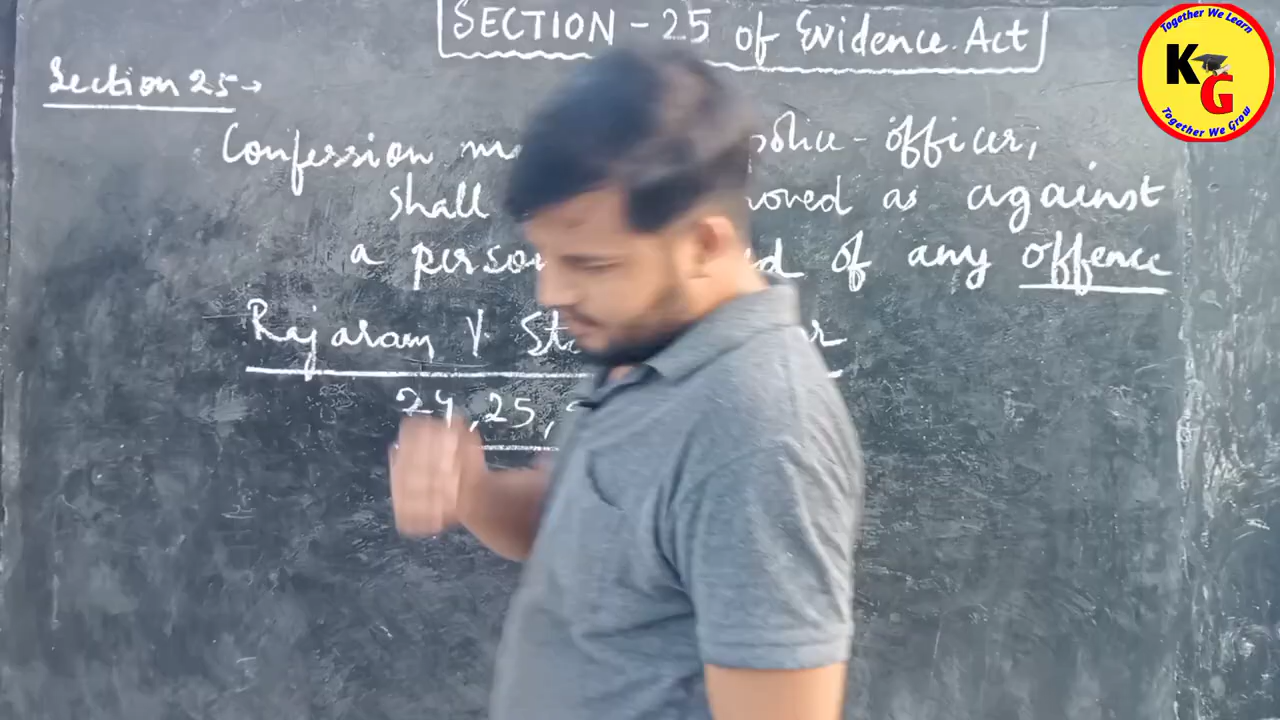 SECTION - 25 of Evidence Act
Section 25→
Confession police-officer,
shall as against
a of any offence
Rajaram V
24, 25,
Together We Learn
KG
Together We Grow